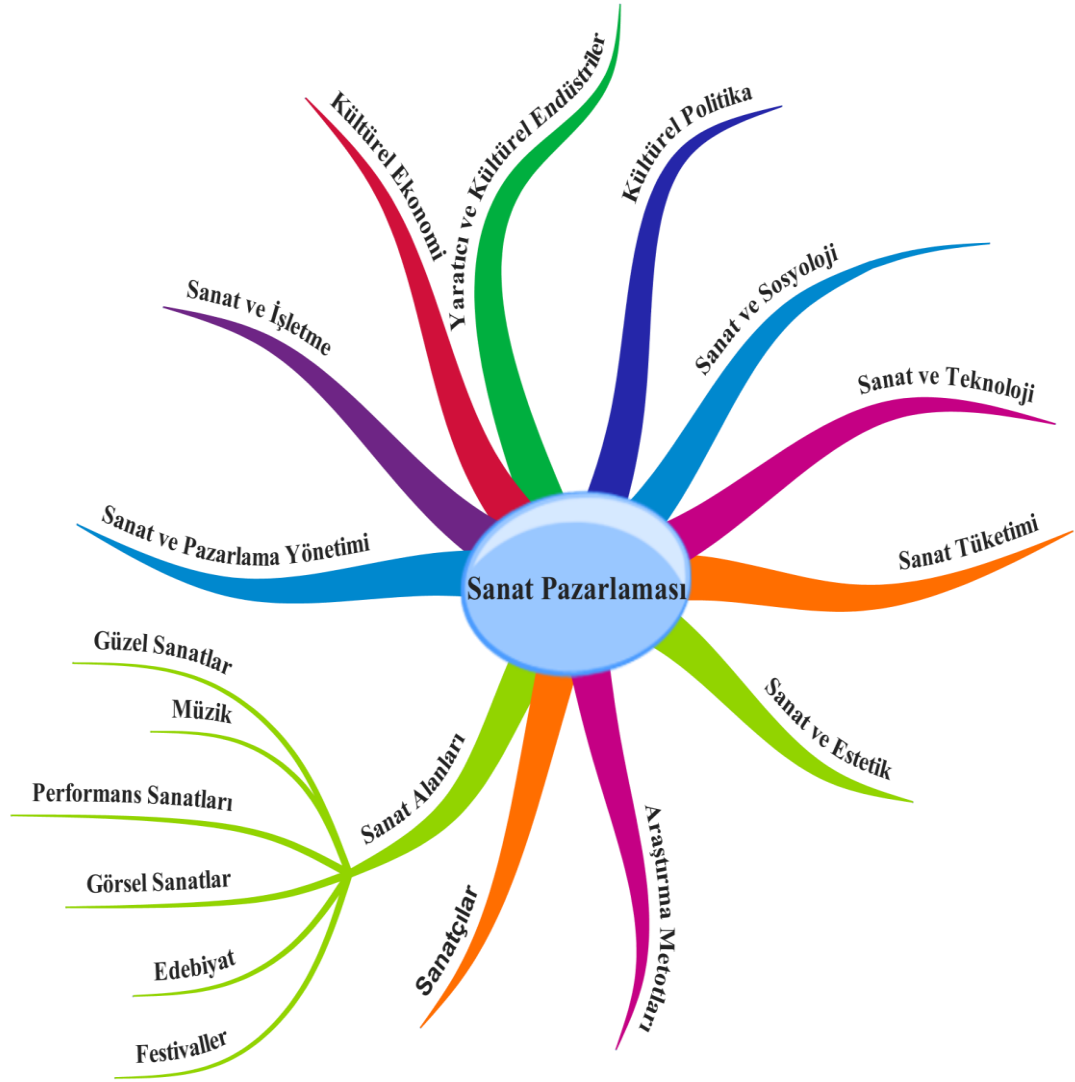 Sanat Pazarlaması
Kültürel Ekonomi
Yaratıcı ve Kültürel Endüstriler
Kültürel Politika
Sanat ve Sosyoloji
Sanat ve Teknoloji
Sanat Tüketimi
Sanat ve Estetik
Araştırma Metotları
Sanatçılar
Sanat Alanları
Güzel Sanatlar
Müzik
Performans Sanatları
Görsel Sanatlar
Edebiyat
Festivaller
Sanat ve Pazarlama Yönetimi
Sanat ve İşletme